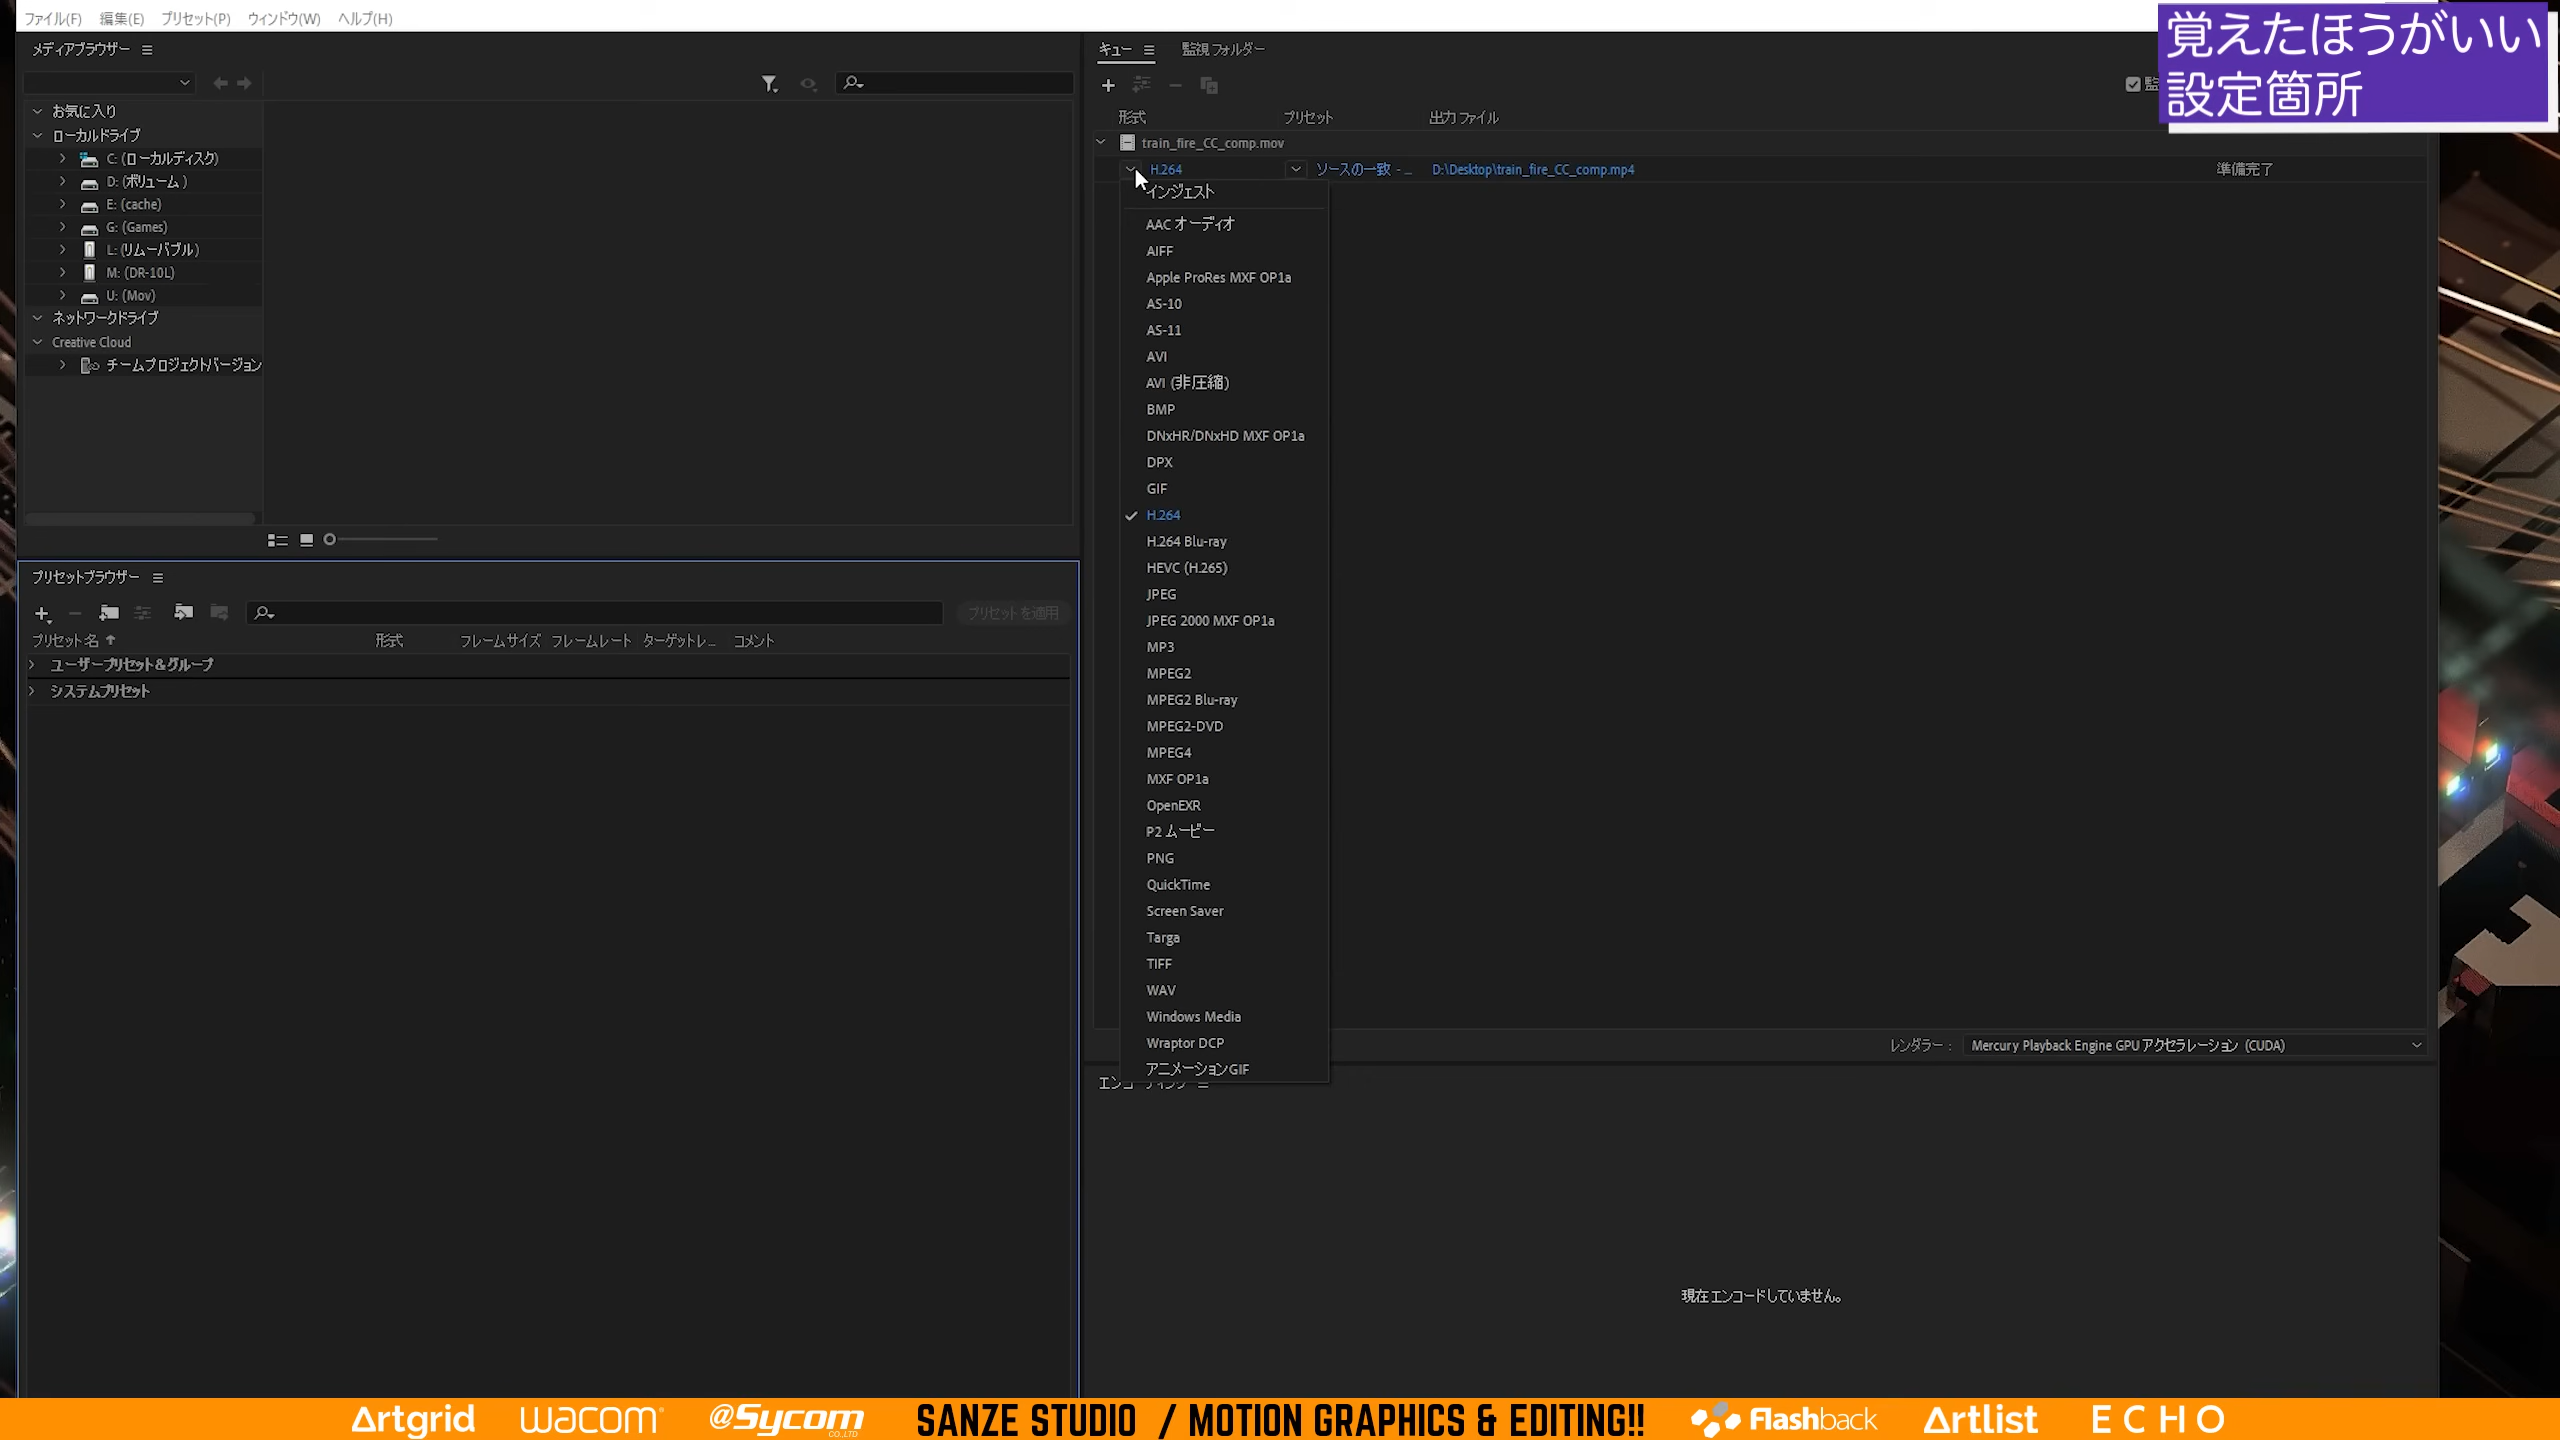 ファイル(F) 編集(E) プリセット(P) ウィンドウ(W) ヘルプ(H)
覚えたほうがいい
設定箇所
メディアブラウザー
お気に入り
ローカルドライブ
C: (ローカルディスク)
D: (ボリューム)
E: (cache)
G: (Games)
L: (リムーバブル)
M: (DR-10L)
U: (Mov)
ネットワークドライブ
Creative Cloud
チームプロジェクトバージョン
プリセットブラウザー
プリセットを適用
プリセット名 形式 フレームサイズ フレームレート ターゲットレ... コメント
ユーザープリセット&グループ
システムプリセット
キュー 監視フォルダー
監
形式 プリセット 出力ファイル
train_fire_CC_comp.mov
H.264 ソースの一致 - ... D:\Desktop\train_fire_CC_comp.mp4 準備完了
インジェスト
AAC オーディオ
AIFF
Apple ProRes MXF OP1a
AS-10
AS-11
AVI
AVI (非圧縮)
BMP
DNxHR/DNxHD MXF OP1a
DPX
GIF
H.264
H.264 Blu-ray
HEVC (H.265)
JPEG
JPEG 2000 MXF OP1a
MP3
MPEG2
MPEG2 Blu-ray
MPEG2-DVD
MPEG4
MXF OP1a
OpenEXR
P2 ムービー
PNG
QuickTime
Screen Saver
Targa
TIFF
WAV
Windows Media
Wraptor DCP
アニメーションGIF
レンダラー： Mercury Playback Engine GPU アクセラレーション (CUDA)
エンコーディング
現在エンコードしていません。
Artgrid wacom @Sycom CO.,LTD SANZE STUDIO / MOTION GRAPHICS & EDITING!! Flashback Artlist ECHO